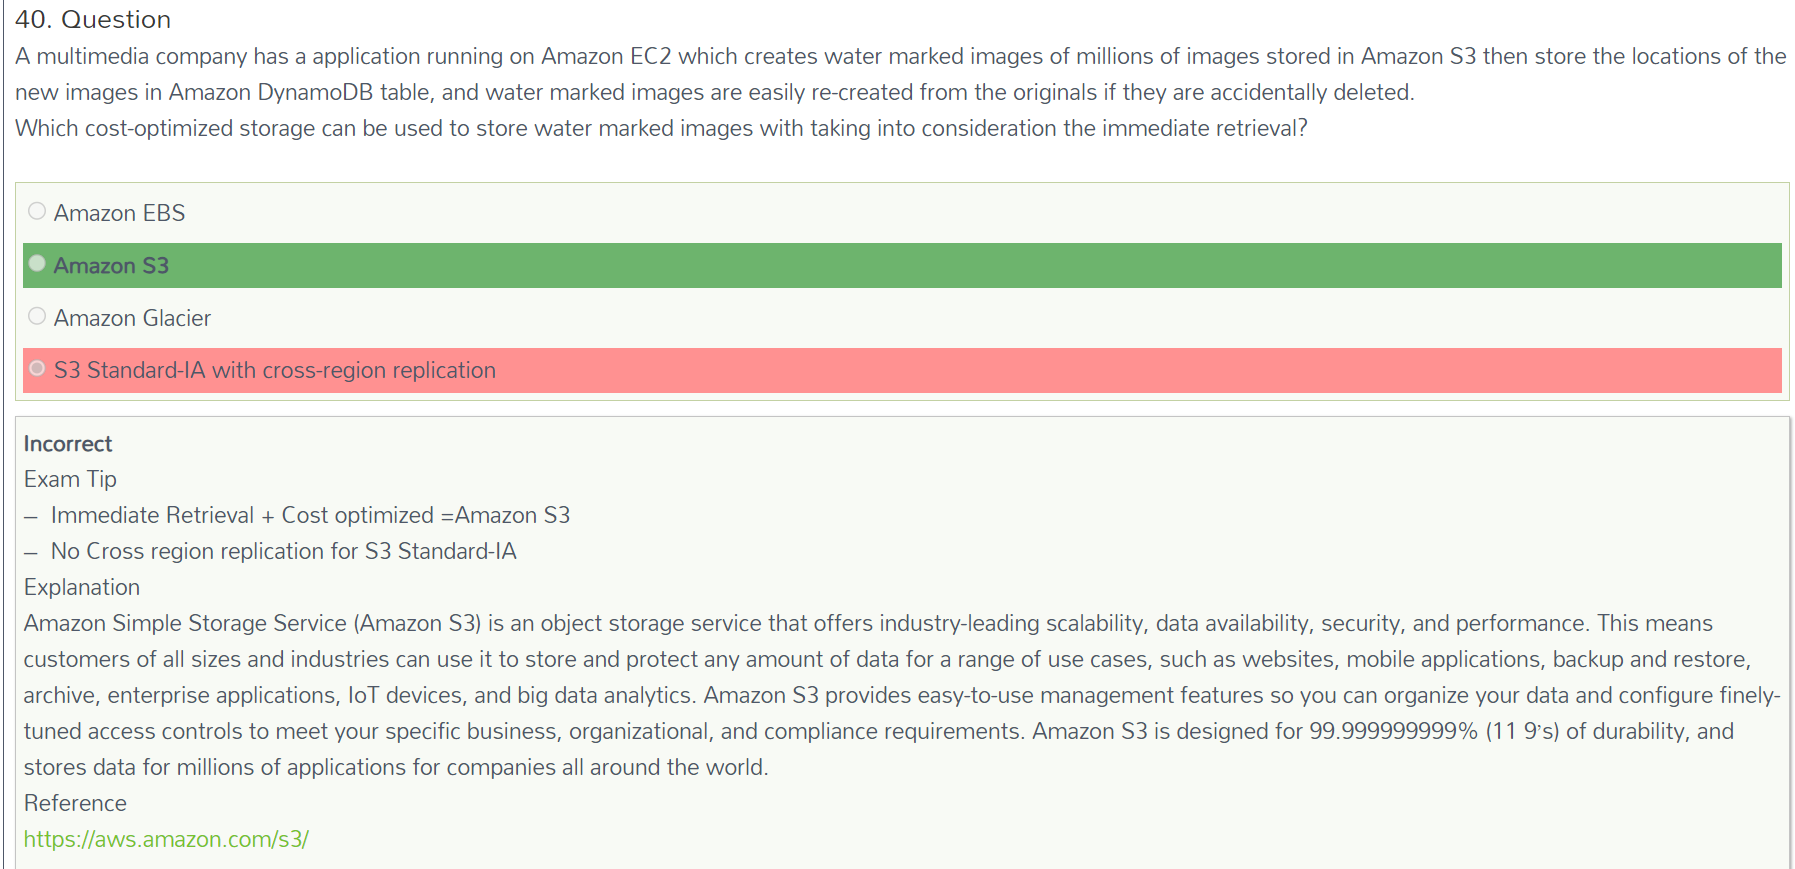 40. Question
A multimedia company has a application running on Amazon EC2 which creates water marked images of millions of images stored in Amazon S3 then store the locations of the
new images in Amazon DynamoDB table, and water marked images are easily re-created from the originals if they are accidentally deleted.
Which cost-optimized storage can be used to store water marked images with taking into consideration the immediate retrieval?
Amazon EBS
Amazon S3
Amazon Glacier
S3 Standard-IA with cross-region replication
Incorrect
Exam Tip
– Immediate Retrieval + Cost optimized =Amazon S3
– No Cross region replication for S3 Standard-IA
Explanation
Amazon Simple Storage Service (Amazon S3) is an object storage service that offers industry-leading scalability, data availability, security, and performance. This means
customers of all sizes and industries can use it to store and protect any amount of data for a range of use cases, such as websites, mobile applications, backup and restore,
archive, enterprise applications, IoT devices, and big data analytics. Amazon S3 provides easy-to-use management features so you can organize your data and configure finely-
tuned access controls to meet your specific business, organizational, and compliance requirements. Amazon S3 is designed for 99.999999999% (11 9’s) of durability, and
stores data for millions of applications for companies all around the world.
Reference
https://aws.amazon.com/s3/